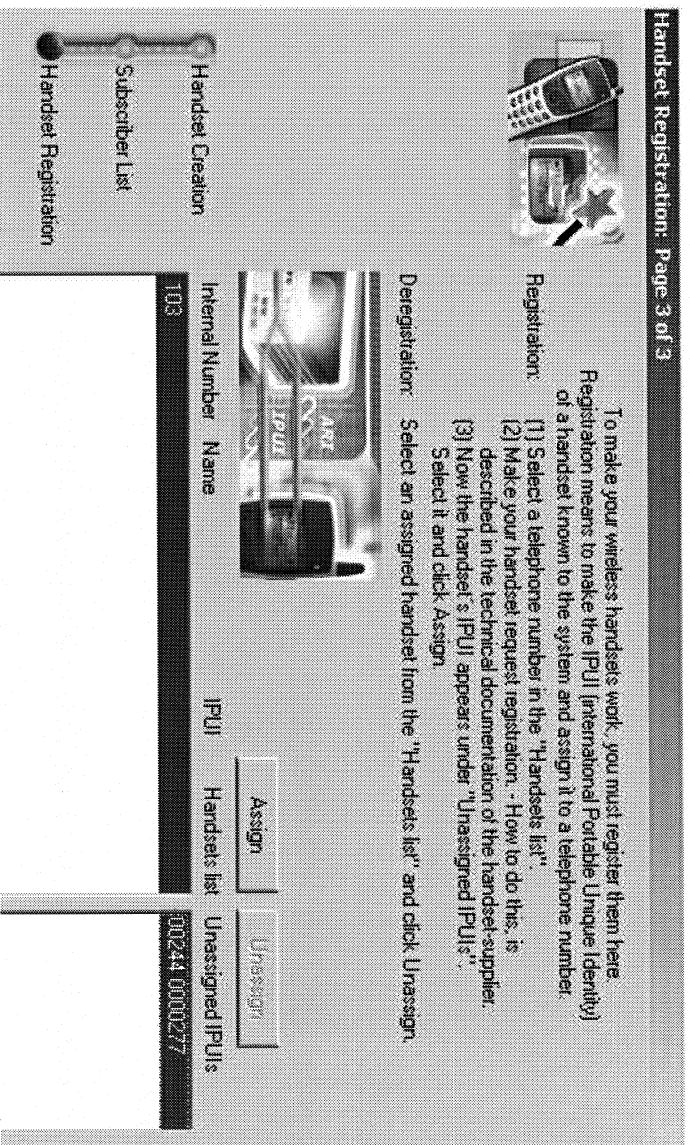 Handset Registration: Page 3 of 3
To make your wireless handsets work, you must register them here.
Registration means to make the IPUI (international Portable Unique Identity)
of a handset known to the system and assign it to a telephone number.
Registration:
(1) Select a telephone number in the "Handsets list".
(2) Make your handset request registration. - How to do this, is
described in the technical documentation of the handset-supplier.
(3) Now the handset´s IPUI appears under "Unassigned IPUIs".
Select it and click Assign.
Deregistration:
Select an assigned handset from the "Handsets list" and click Unassign.
Handset Creation
Subscriber List
Handset Registration
ARI
IPUI
Assign
Unassign
Internal Number Name IPUI Handsets list Unassigned IPUIs
103
00244 0000277